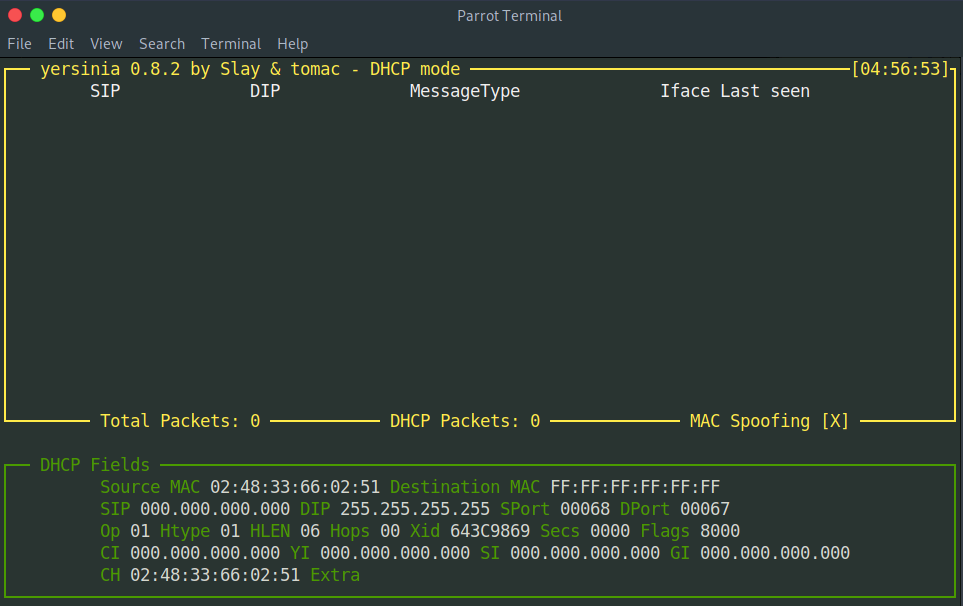 Parrot Terminal
File Edit View Search Terminal Help
yersinia 0.8.2 by Slay & tomac - DHCP mode [04:56:53]
SIP DIP MessageType Iface Last seen
Total Packets: 0 DHCP Packets: 0 MAC Spoofing [X]
DHCP Fields
Source MAC 02:48:33:66:02:51 Destination MAC FF:FF:FF:FF:FF:FF
SIP 000.000.000.000 DIP 255.255.255.255 SPort 00068 DPort 00067
Op 01 Htype 01 HLEN 06 Hops 00 Xid 643C9869 Secs 0000 Flags 8000
CI 000.000.000.000 YI 000.000.000.000 SI 000.000.000.000 GI 000.000.000.000
CH 02:48:33:66:02:51 Extra